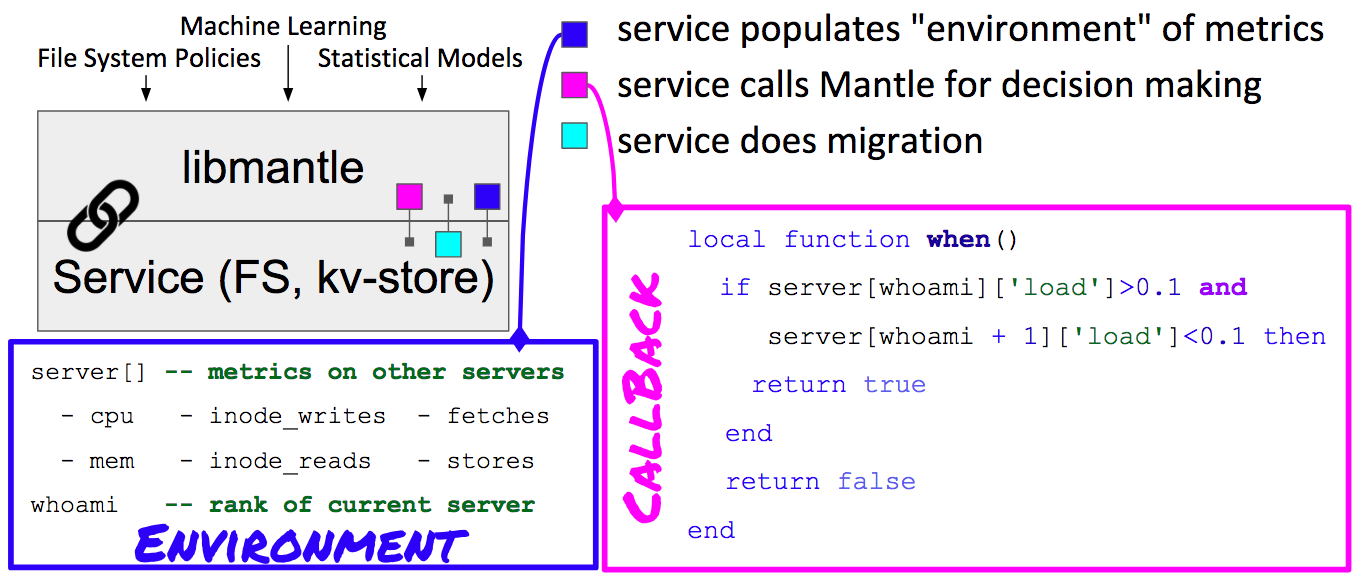 Machine Learning
File System Policies
Statistical Models
libmantle
Service (FS, kv-store)
service populates "environment" of metrics
service calls Mantle for decision making
service does migration
server[] -- metrics on other servers
- cpu - inode_writes - fetches
- mem - inode_reads - stores
whoami -- rank of current server
ENVIRONMENT
CALLBACK
local function when()
if server[whoami]['load']>0.1 and
server[whoami + 1]['load']<0.1 then
return true
end
return false
end